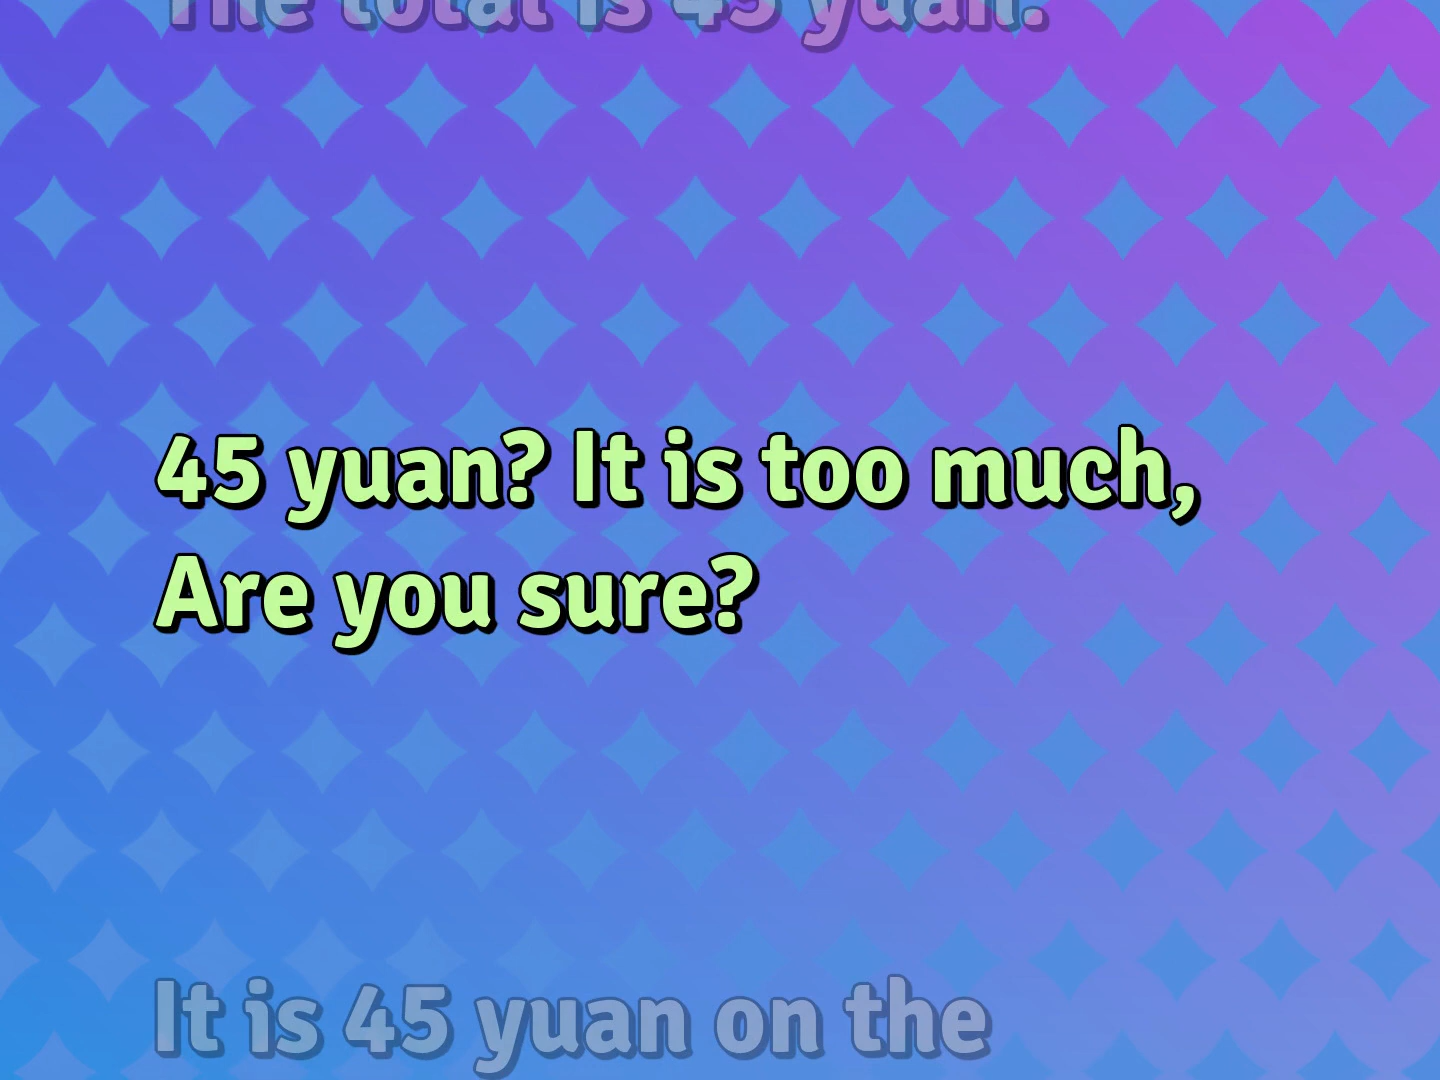 The total is 45 yuan.
45 yuan? It is too much,
Are you sure?
It is 45 yuan on the